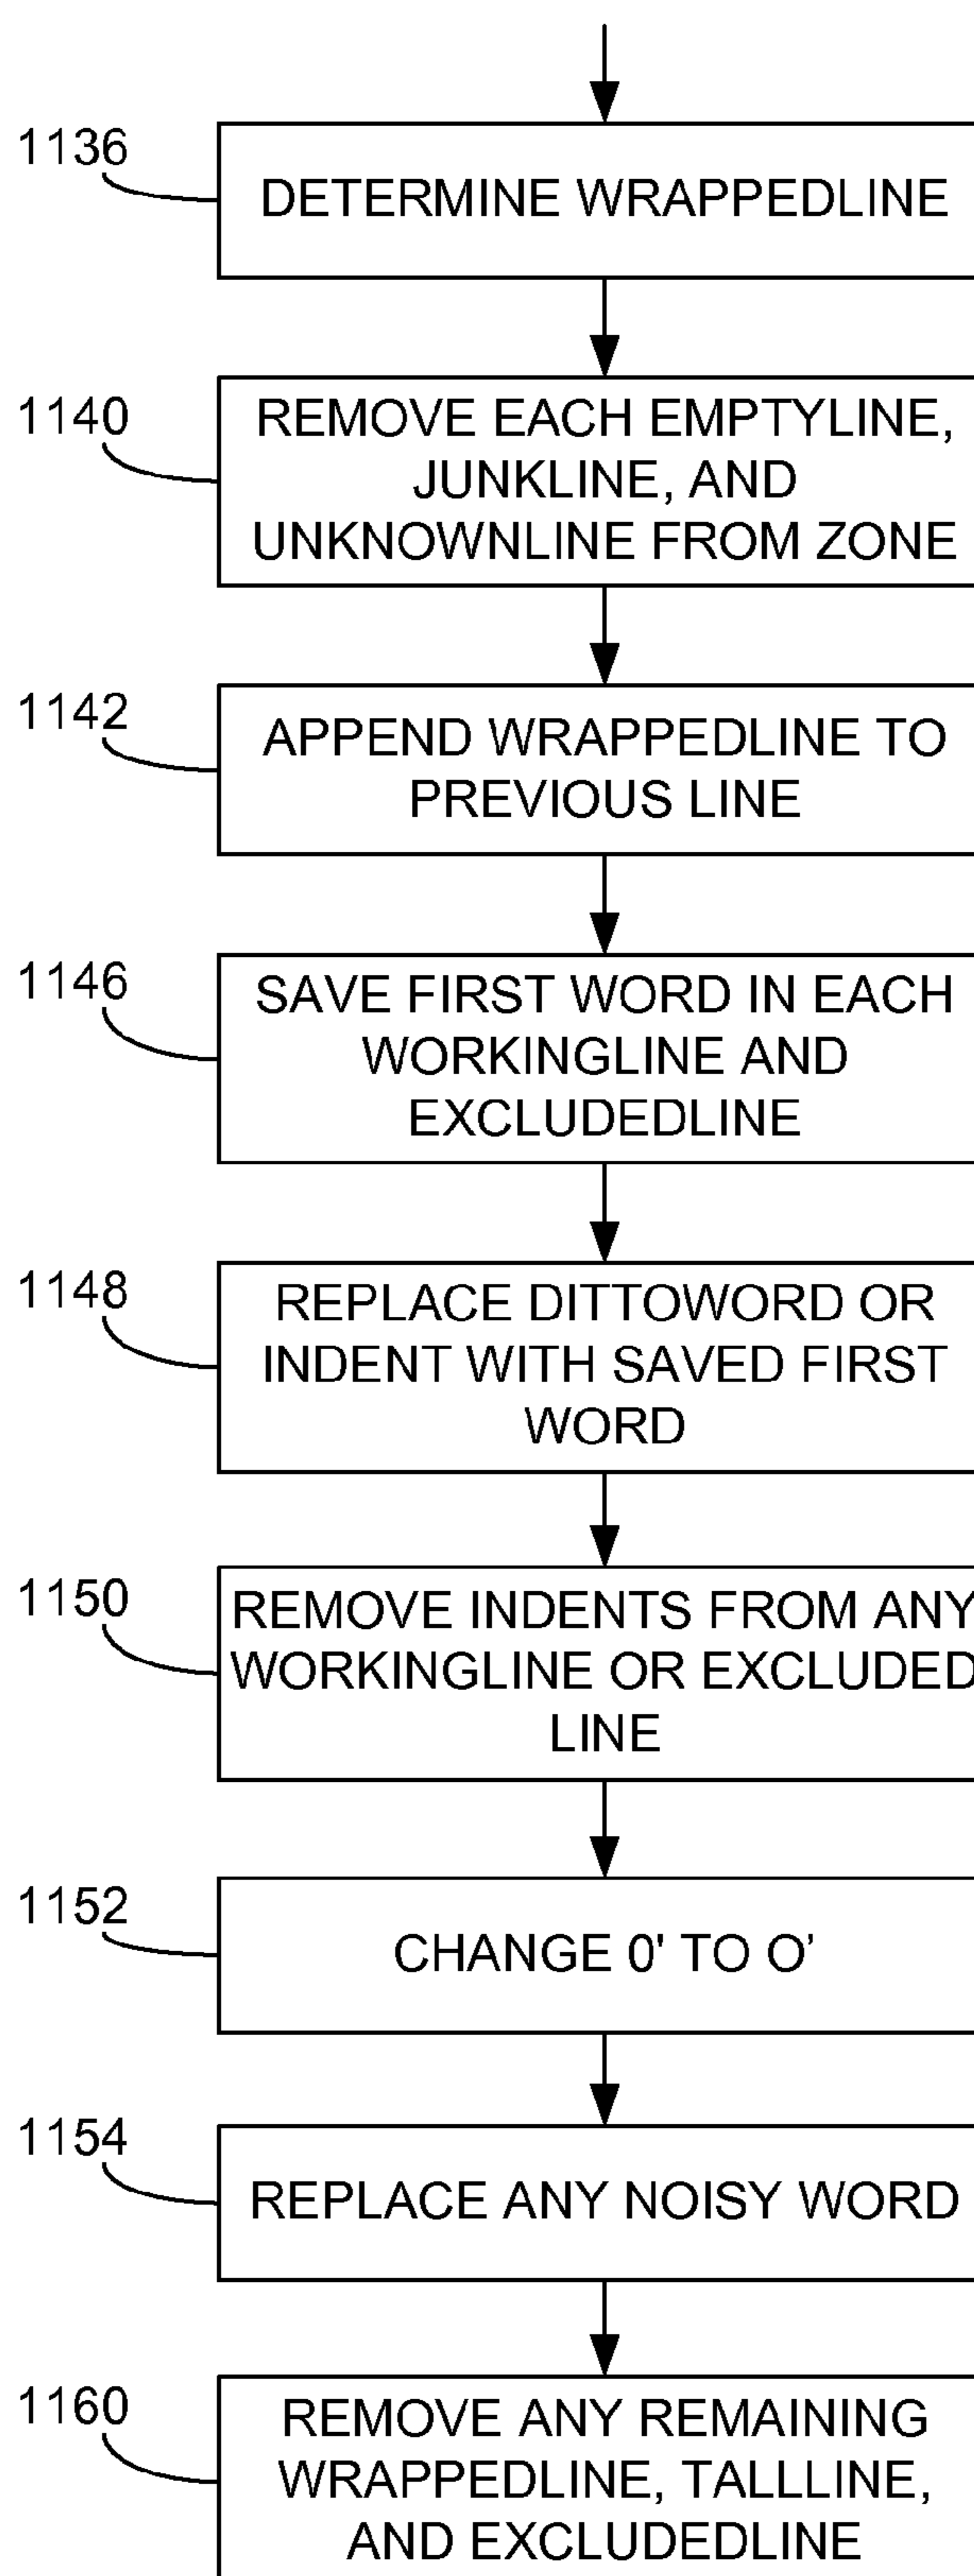 1136
DETERMINE WRAPPEDLINE
1140
REMOVE EACH EMPTYLINE,
JUNKLINE, AND
UNKNOWNLINE FROM ZONE
1142
APPEND WRAPPEDLINE TO
PREVIOUS LINE
1146
SAVE FIRST WORD IN EACH
WORKINGLINE AND
EXCLUDEDLINE
1148
REPLACE DITTOWORD OR
INDENT WITH SAVED FIRST
WORD
1150
REMOVE INDENTS FROM ANY
WORKINGLINE OR EXCLUDED
LINE
1152
CHANGE 0' TO O’
1154
REPLACE ANY NOISY WORD
1160
REMOVE ANY REMAINING
WRAPPEDLINE, TALLLINE,
AND EXCLUDEDLINE